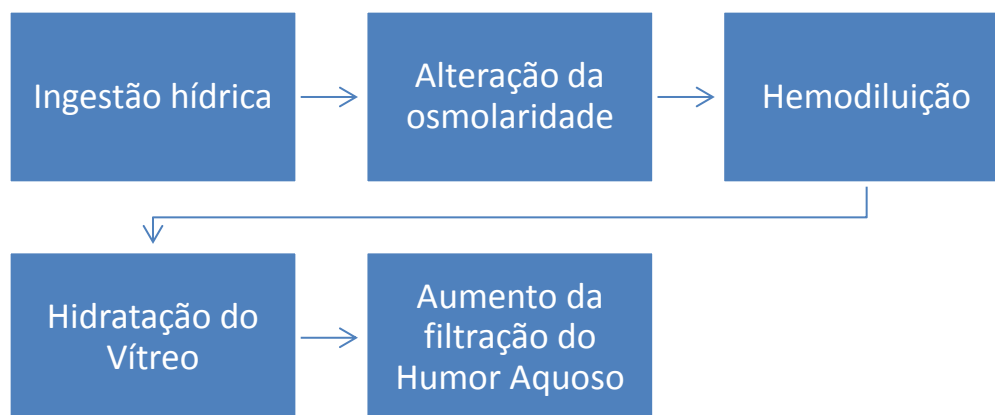 Ingestão hídrica
Alteração da
osmolaridade
Hemodiluição
Hidratação do
Vítreo
Aumento da
filtração do
Humor Aquoso